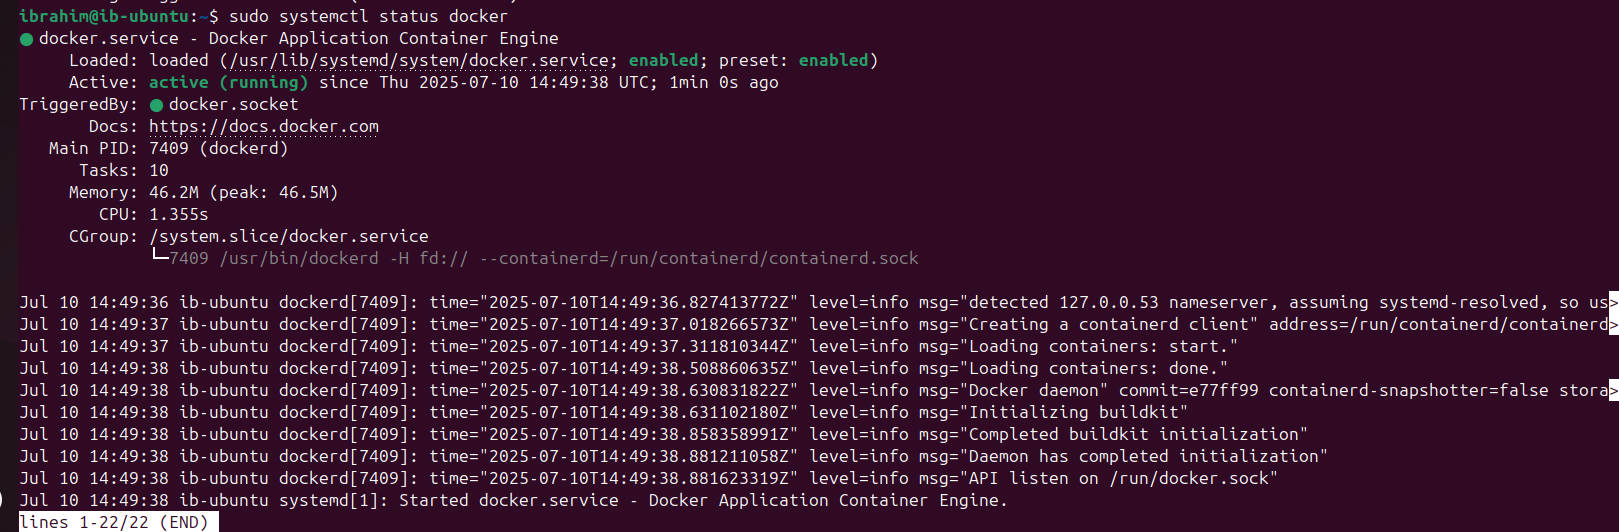 ibrahim@ib-ubuntu:~$ sudo systemctl status docker
● docker.service - Docker Application Container Engine
     Loaded: loaded (/usr/lib/systemd/system/docker.service; enabled; preset: enabled)
     Active: active (running) since Thu 2025-07-10 14:49:38 UTC; 1min 0s ago
TriggeredBy: ● docker.socket
       Docs: https://docs.docker.com
   Main PID: 7409 (dockerd)
      Tasks: 10
     Memory: 46.2M (peak: 46.5M)
        CPU: 1.355s
     CGroup: /system.slice/docker.service
             └─7409 /usr/bin/dockerd -H fd:// --containerd=/run/containerd/containerd.sock
Jul 10 14:49:36 ib-ubuntu dockerd[7409]: time="2025-07-10T14:49:36.827413772Z" level=info msg="detected 127.0.0.53 nameserver, assuming systemd-resolved, so us>
Jul 10 14:49:37 ib-ubuntu dockerd[7409]: time="2025-07-10T14:49:37.018266573Z" level=info msg="Creating a containerd client" address=/run/containerd/containerd>
Jul 10 14:49:37 ib-ubuntu dockerd[7409]: time="2025-07-10T14:49:37.311810344Z" level=info msg="Loading containers: start."
Jul 10 14:49:38 ib-ubuntu dockerd[7409]: time="2025-07-10T14:49:38.508860635Z" level=info msg="Loading containers: done."
Jul 10 14:49:38 ib-ubuntu dockerd[7409]: time="2025-07-10T14:49:38.630831822Z" level=info msg="Docker daemon" commit=e77ff99 containerd-snapshotter=false stora>
Jul 10 14:49:38 ib-ubuntu dockerd[7409]: time="2025-07-10T14:49:38.631102180Z" level=info msg="Initializing buildkit"
Jul 10 14:49:38 ib-ubuntu dockerd[7409]: time="2025-07-10T14:49:38.858358991Z" level=info msg="Completed buildkit initialization"
Jul 10 14:49:38 ib-ubuntu dockerd[7409]: time="2025-07-10T14:49:38.881211058Z" level=info msg="Daemon has completed initialization"
Jul 10 14:49:38 ib-ubuntu dockerd[7409]: time="2025-07-10T14:49:38.881623319Z" level=info msg="API listen on /run/docker.sock"
Jul 10 14:49:38 ib-ubuntu systemd[1]: Started docker.service - Docker Application Container Engine.
lines 1-22/22 (END)